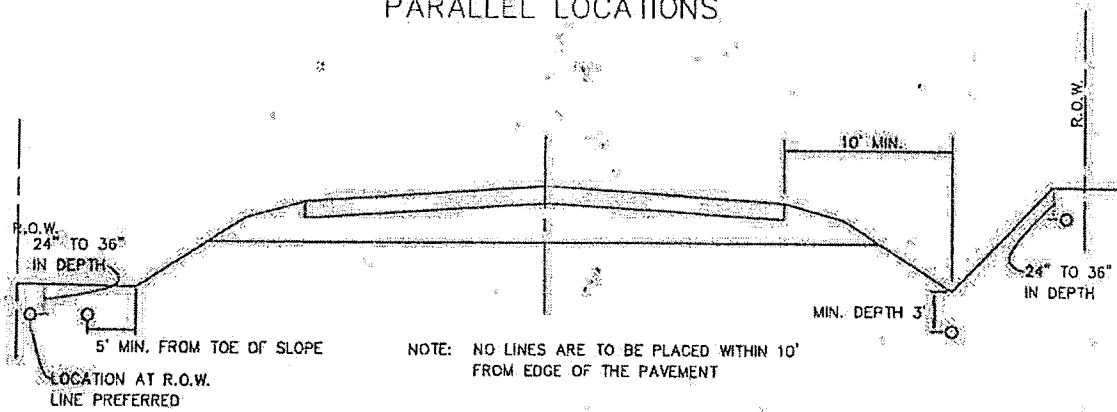 PARALLEL LOCATIONS
R.O.W.
10' MIN.
R.O.W.
24" TO 36"
IN DEPTH
24" TO 36"
IN DEPTH
MIN. DEPTH 3'
5' MIN. FROM TOE OF SLOPE
NOTE: NO LINES ARE TO BE PLACED WITHIN 10'
FROM EDGE OF THE PAVEMENT
LOCATION AT R.O.W.
LINE PREFERRED